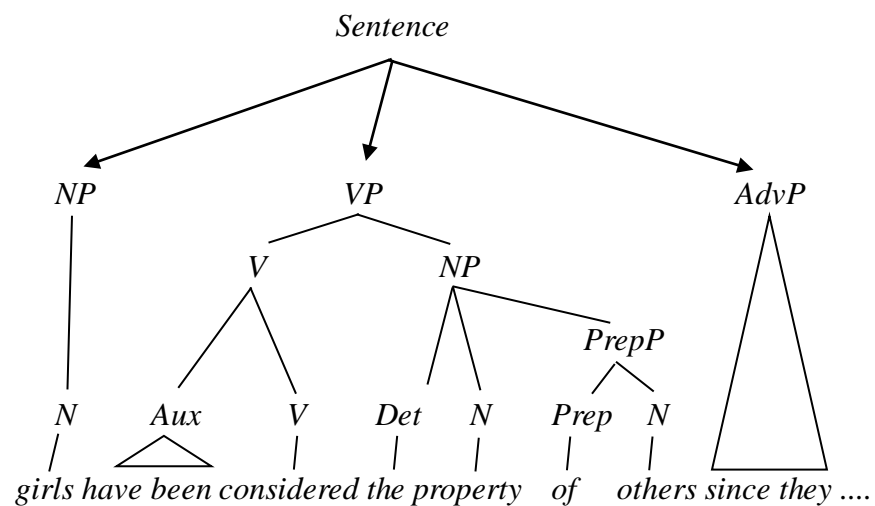 Sentence
NP VP AdvP
V NP
PrepP
N Aux V Det N Prep N
girls have been considered the property of others since they ....